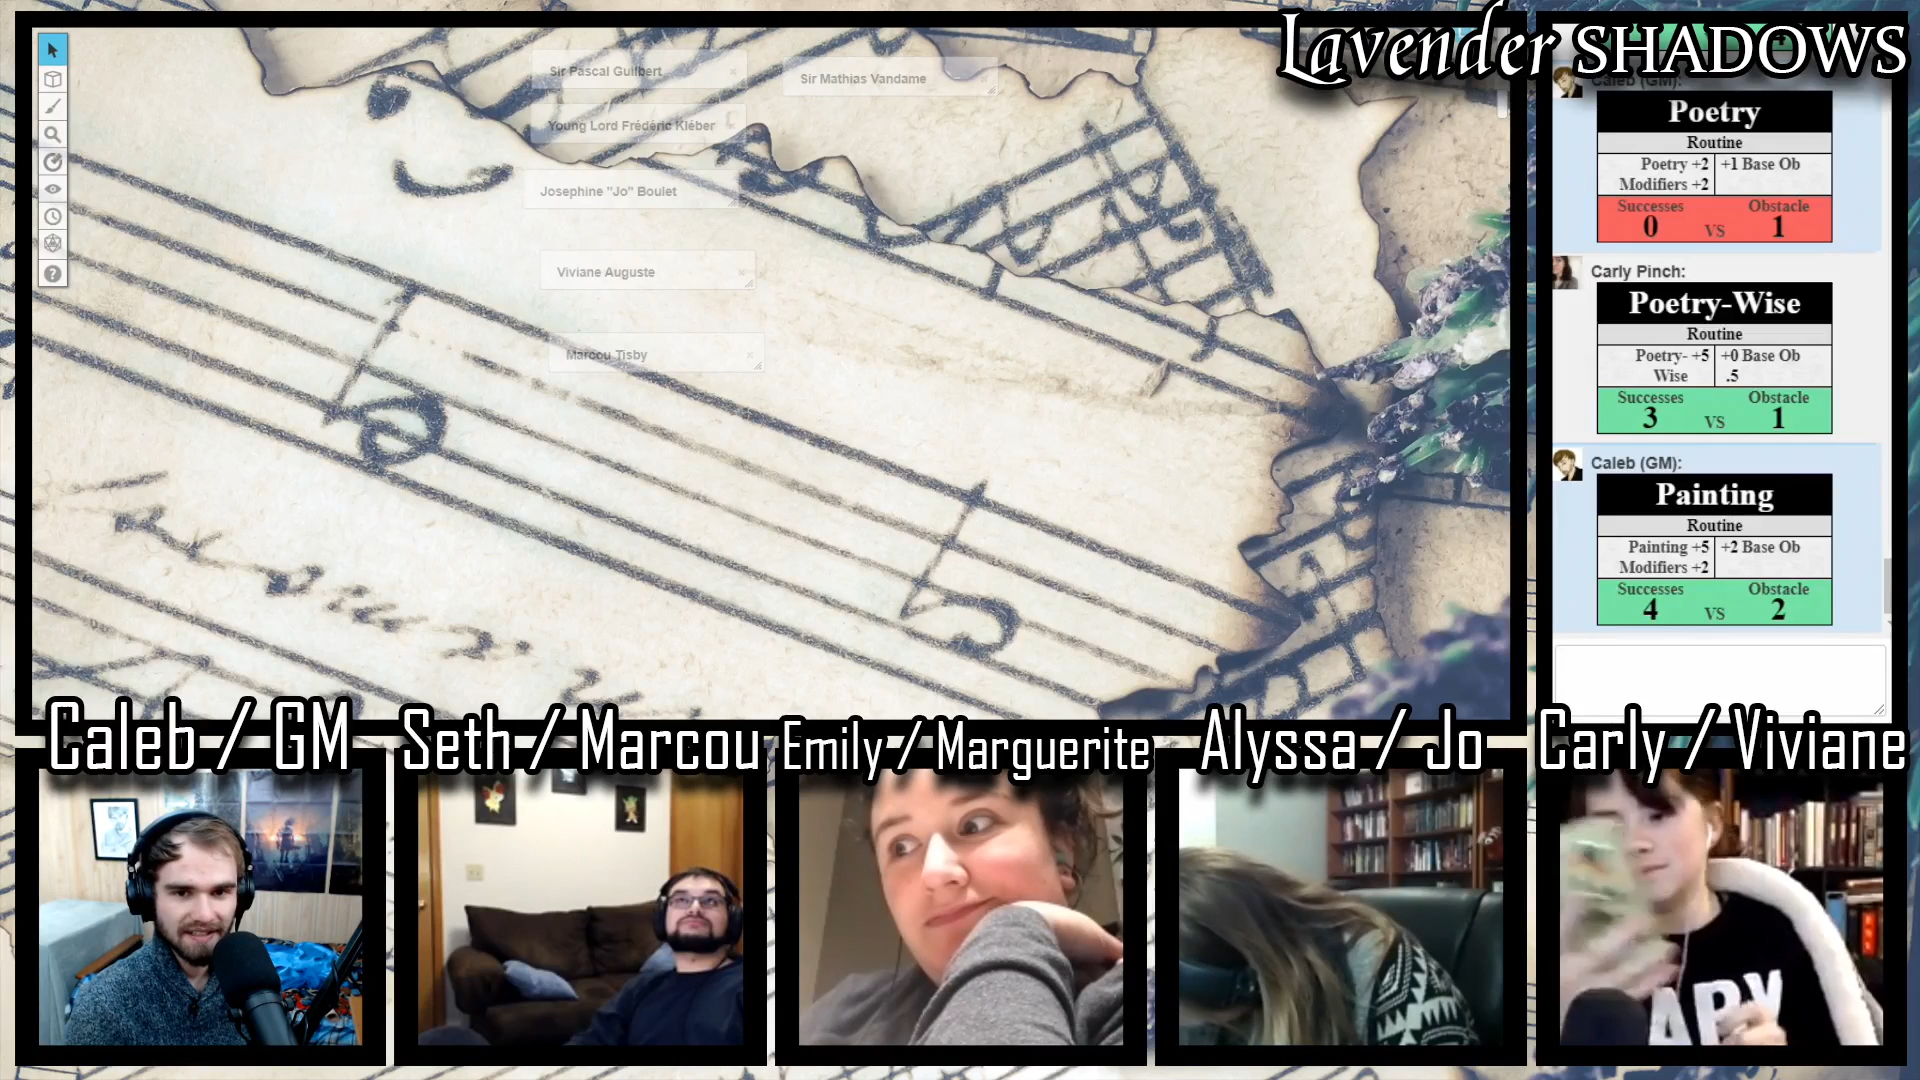 Lavender SHADOWS
Sir Pascal Guilbert
Sir Mathias Vandame
Young Lord Frédéric Kléber
Josephine "Jo" Boulet
Viviane Auguste
Marcou Tisby
Caleb (GM):
Poetry
Routine
Poetry +2 +1 Base Ob
Modifiers +2
Successes Obstacle
0 VS 1
Carly Pinch:
Poetry-Wise
Routine
Poetry- +5 +0 Base Ob
Wise .5
Successes Obstacle
3 VS 1
Caleb (GM):
Painting
Routine
Painting +5 +2 Base Ob
Modifiers +2
Successes Obstacle
4 VS 2
Caleb / GM
Seth / Marcou
Emily / Marguerite
Alyssa / Jo
Carly / Viviane